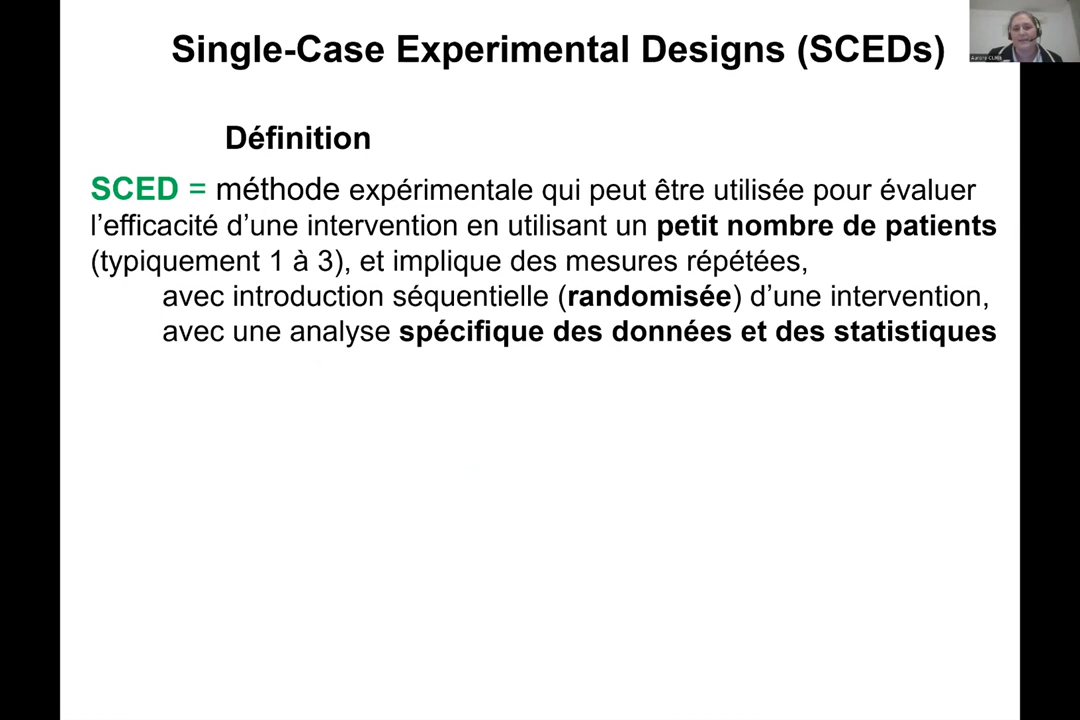 Single-Case Experimental Designs (SCEDs)
Définition
SCED = méthode expérimentale qui peut être utilisée pour évaluer
l’efficacité d’une intervention en utilisant un petit nombre de patients
(typiquement 1 à 3), et implique des mesures répétées,
avec introduction séquentielle (randomisée) d’une intervention,
avec une analyse spécifique des données et des statistiques